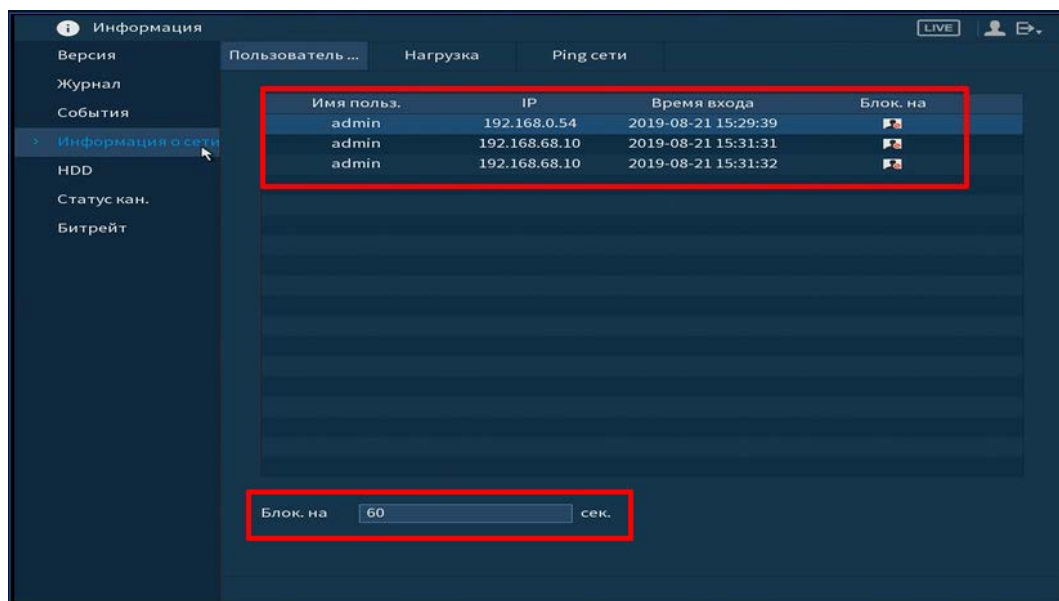 Информация LIVE
Версия
Журнал
События
Информация о сети
HDD
Статус кан.
Битрейт
Пользователь ... Нагрузка Ping сети
Имя польз. IP Время входа Блок. на
admin 192.168.0.54 2019-08-21 15:29:39
admin 192.168.68.10 2019-08-21 15:31:31
admin 192.168.68.10 2019-08-21 15:31:32
Блок. на 60 сек.